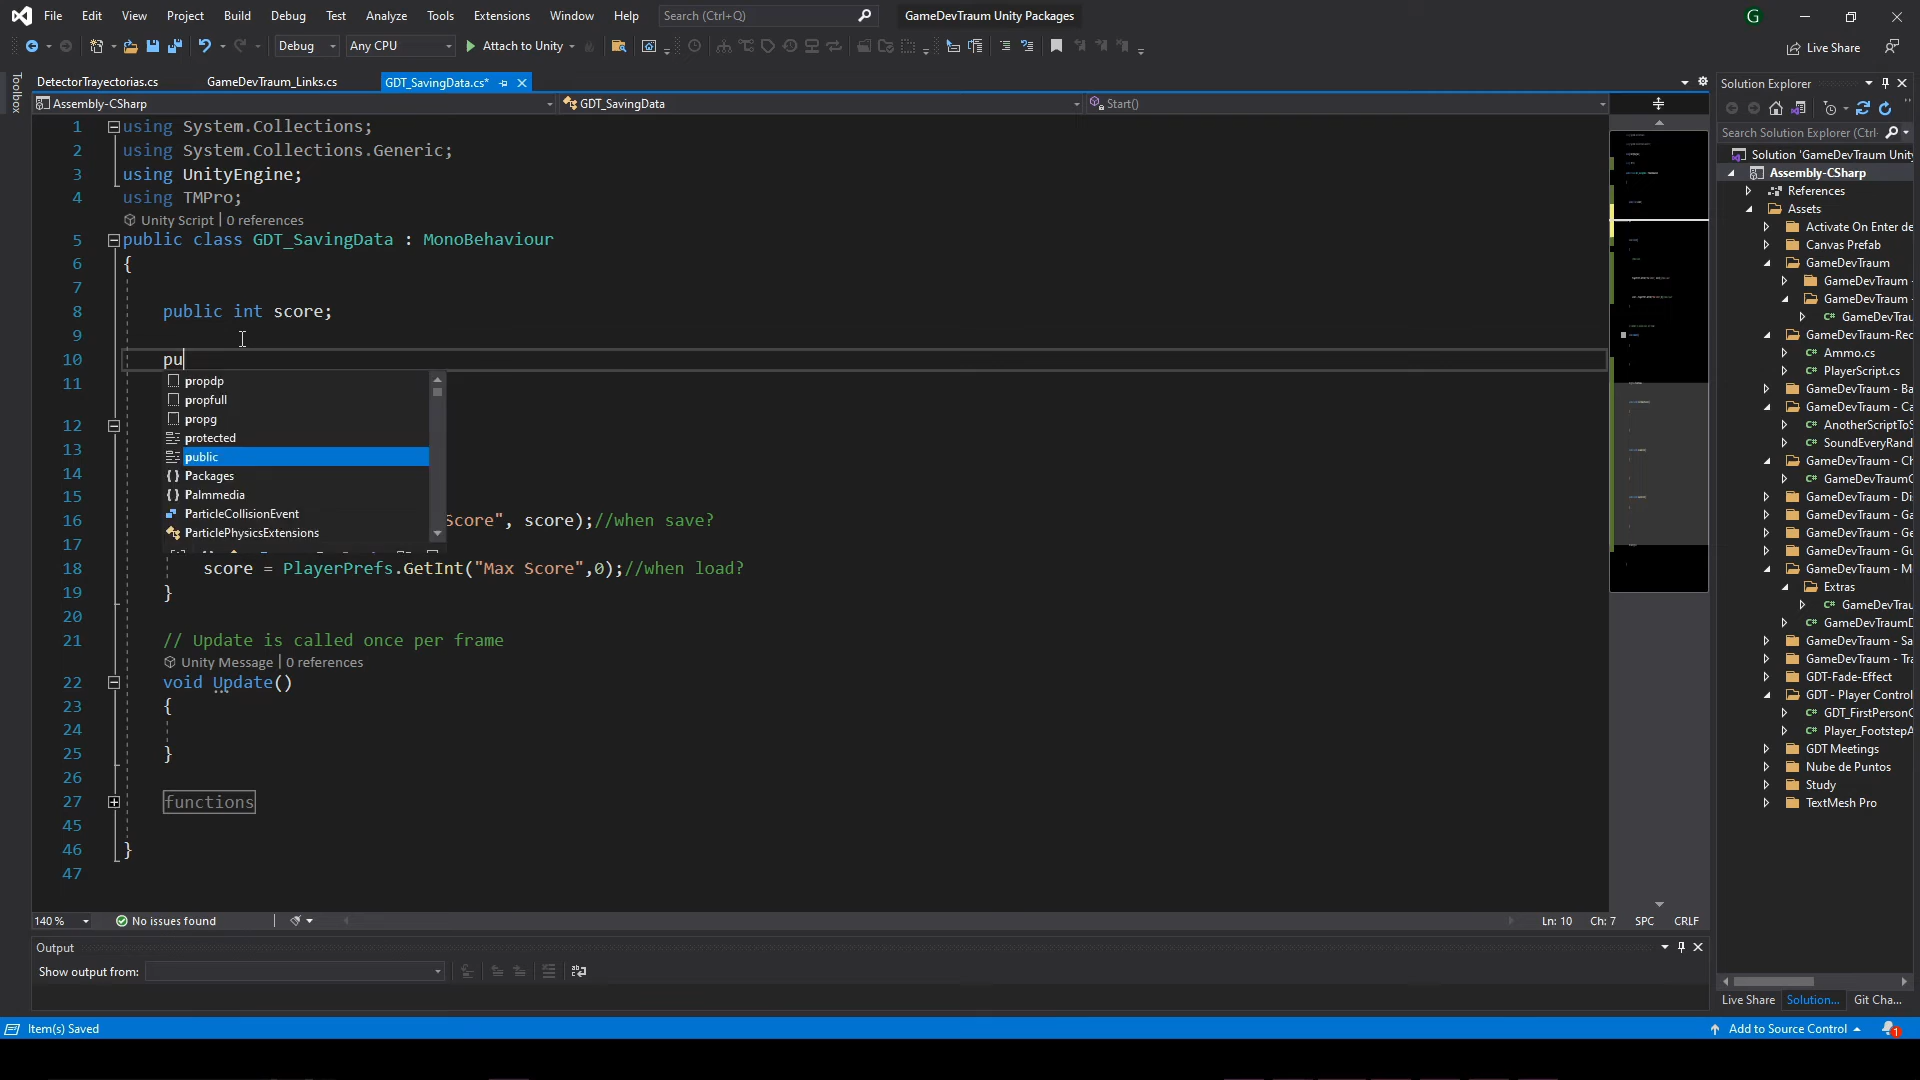 File Edit View Project Build Debug Test Analyze Tools Extensions Window Help Search (Ctrl+Q) GameDevTraum Unity Packages G
Debug Any CPU Attach to Unity Live Share
Toolbox
DetectorTrayectorias.cs GameDevTraum_Links.cs GDT_SavingData.cs*
Assembly-CSharp GDT_SavingData Start()
1 using System.Collections;
2 using System.Collections.Generic;
3 using UnityEngine;
4 using TMPro;
Unity Script | 0 references
5 public class GDT_SavingData : MonoBehaviour
6 {
7
8 public int score;
9
10 pu
11
propdp
propfull
propg
protected
public
Packages
Palmmedia
ParticleCollisionEvent
ParticlePhysicsExtensions
12
13
14
15
16 Score", score);//when save?
17
18 score = PlayerPrefs.GetInt("Max Score",0);//when load?
19 }
20
21 // Update is called once per frame
Unity Message | 0 references
22 void Update()
23 {
24
25 }
26
27 functions
45
46 }
47
140 % No issues found Ln: 10 Ch: 7 SPC CRLF
Output
Show output from:
Item(s) Saved Add to Source Control 1
Solution Explorer
Search Solution Explorer (Ctrl
Solution 'GameDevTraum Unity
Assembly-CSharp
References
Assets
Activate On Enter de
Canvas Prefab
GameDevTraum
GameDevTraum -
GameDevTraum -
GameDevTrau
GameDevTraum-Rec
Ammo.cs
PlayerScript.cs
GameDevTraum - Ba
GameDevTraum - Ca
AnotherScriptToS
SoundEveryRand
GameDevTraum - Ch
GameDevTraumC
GameDevTraum - Di
GameDevTraum - Ga
GameDevTraum - Ge
GameDevTraum - Gu
GameDevTraum - M
Extras
GameDevTrau
GameDevTraumD
GameDevTraum - Sa
GameDevTraum - Tra
GDT-Fade-Effect
GDT - Player Control
GDT_FirstPersonC
Player_FootstepA
GDT Meetings
Nube de Puntos
Study
TextMesh Pro
Live Share Solution... Git Cha...